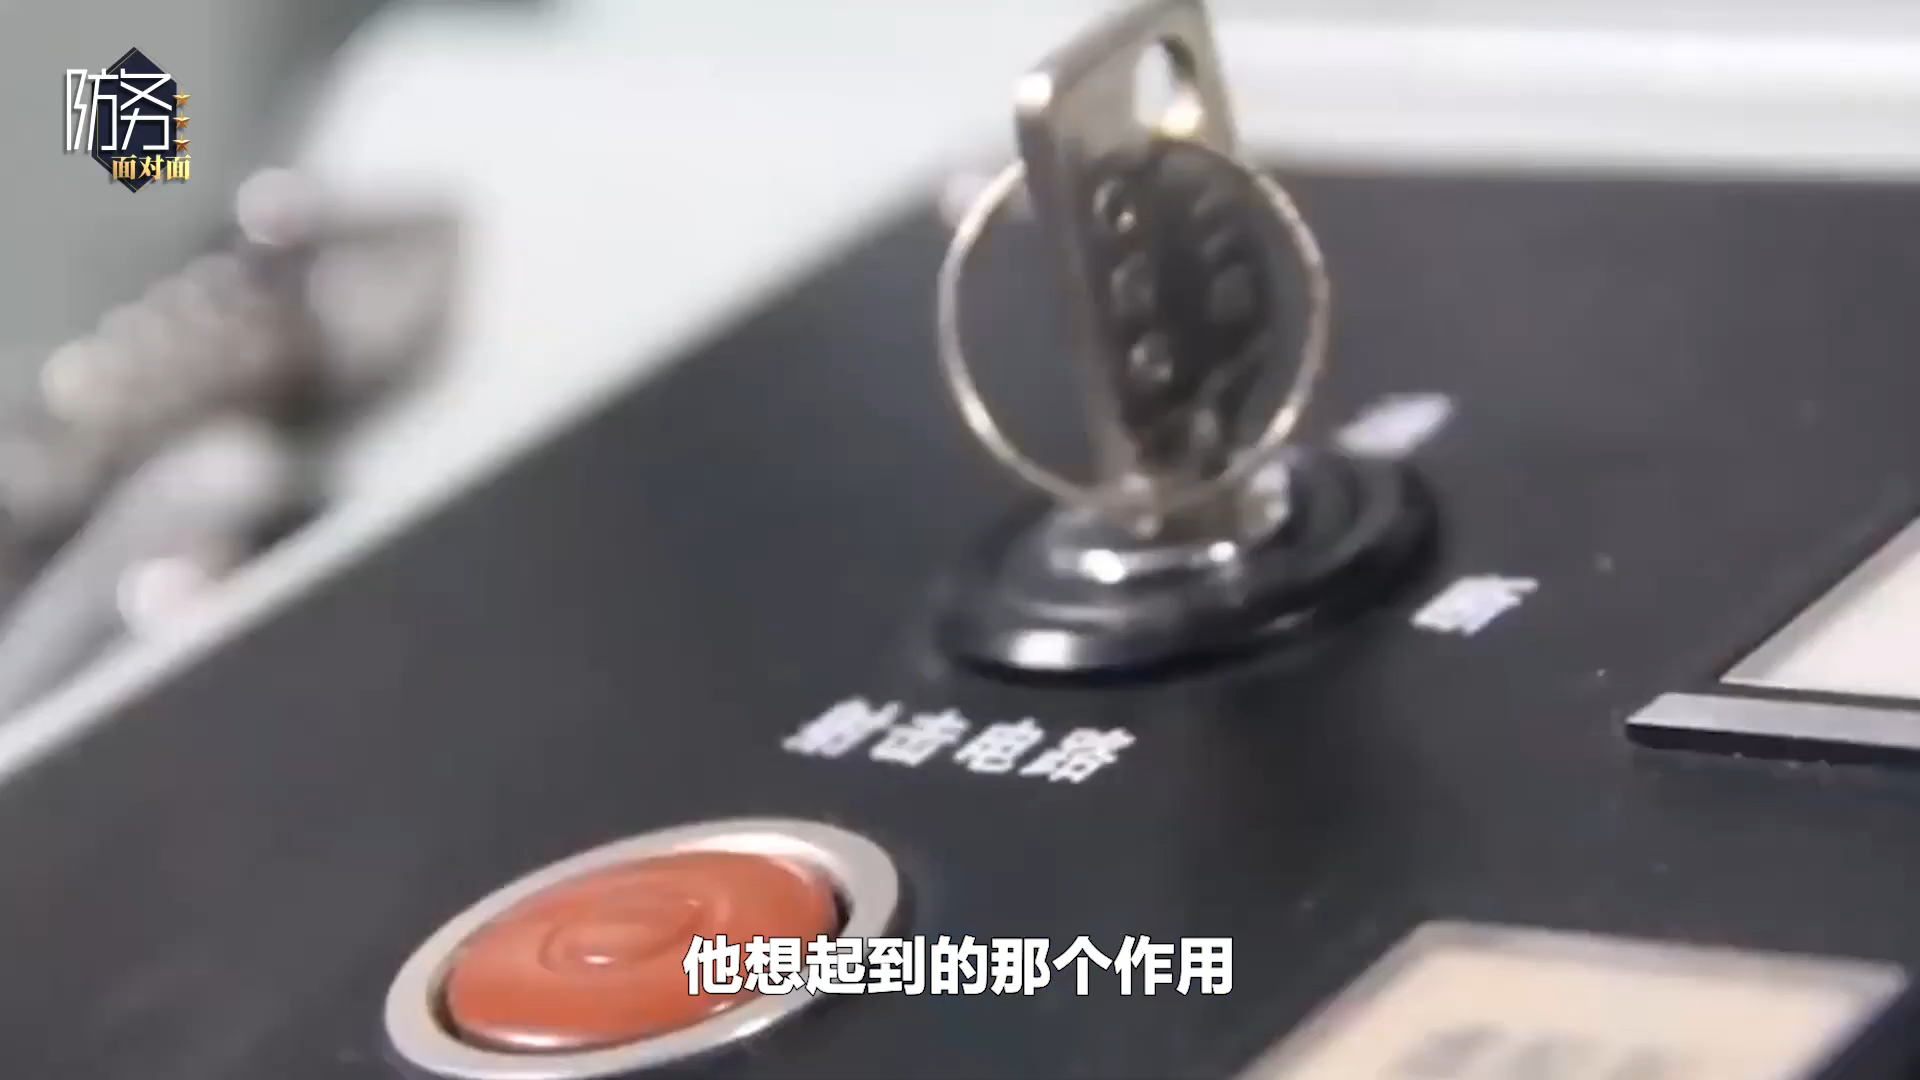 防务
面对面
断
射击电路
他想起到的那个作用